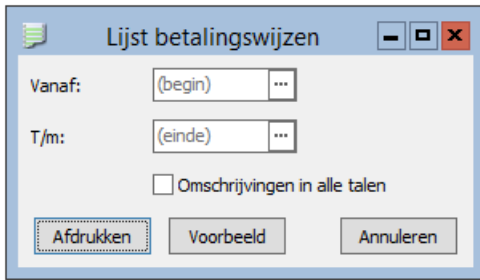 Lijst betalingswijzen
Vanaf: (begin) ...
T/m: (einde) ...
Omschrijvingen in alle talen
Afdrukken Voorbeeld Annuleren